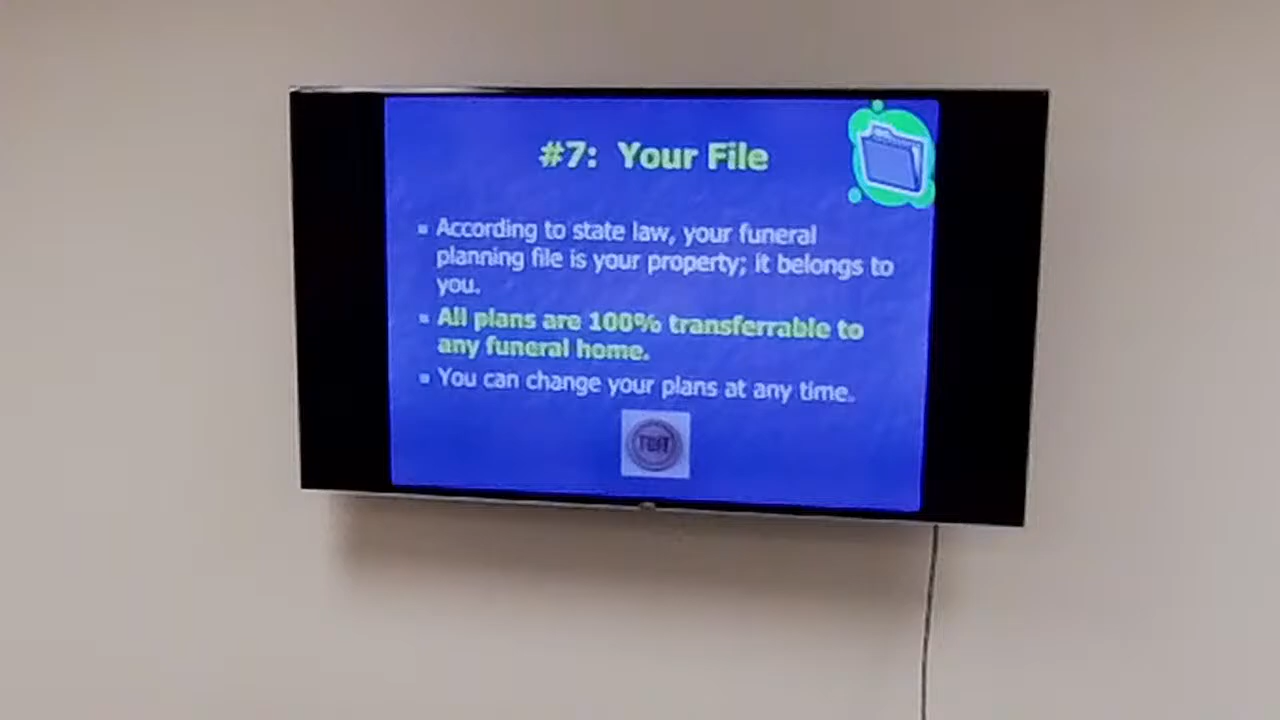 #7: Your File
▪ According to state law, your funeral
planning file is your property; it belongs to
you.
▪ All plans are 100% transferrable to
any funeral home.
▪ You can change your plans at any time.